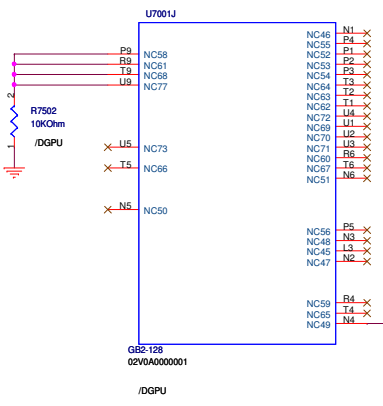 U7001J
P9 NC58
R9 NC61
T9 NC68
U9 NC77
2
R7502
10KOhm
1
/DGPU
U5 NC73
T5 NC66
N5 NC50
NC46 N1
NC55 P4
NC52 P1
NC53 P2
NC54 P3
NC64 T3
NC63 T2
NC62 T1
NC72 U4
NC69 U1
NC70 U2
NC71 U3
NC60 R6
NC67 T6
NC51 N6
NC56 P5
NC48 N3
NC45 L3
NC47 N2
NC59 R4
NC65 T4
NC49 N4
GB2-128
02V0A0000001
/DGPU